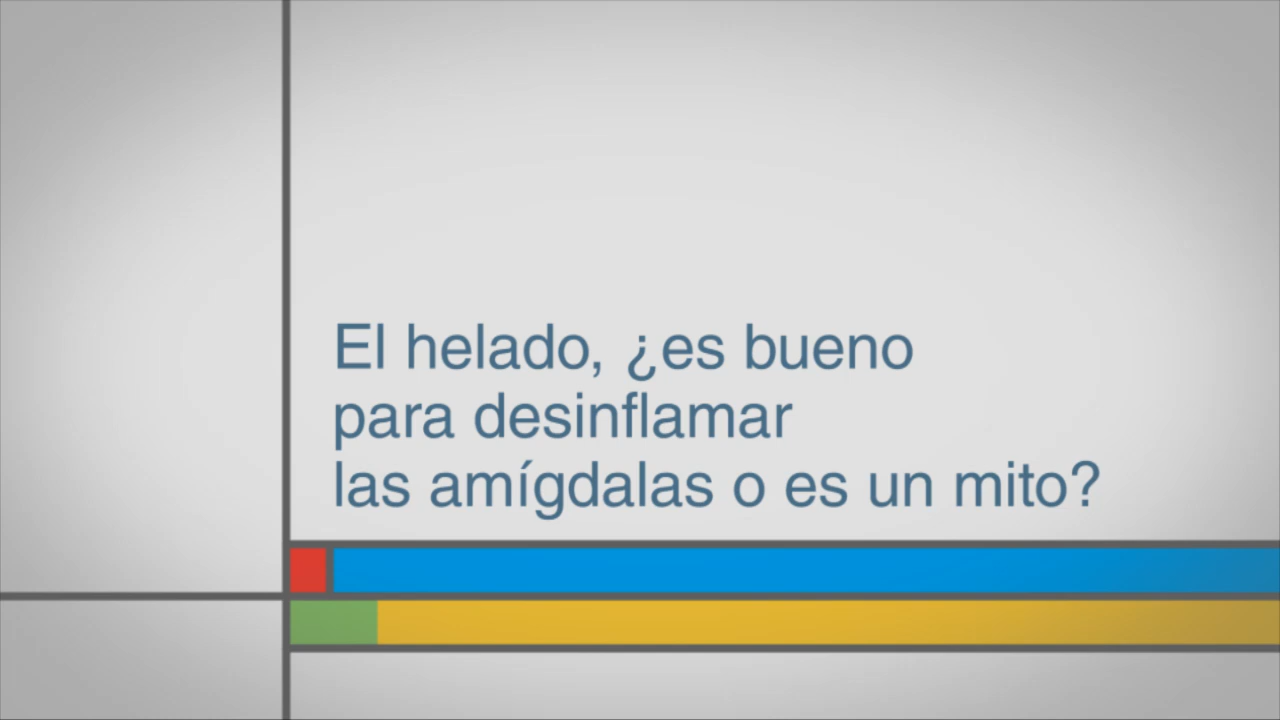 El helado, ¿es bueno
para desinflamar
las amígdalas o es un mito?